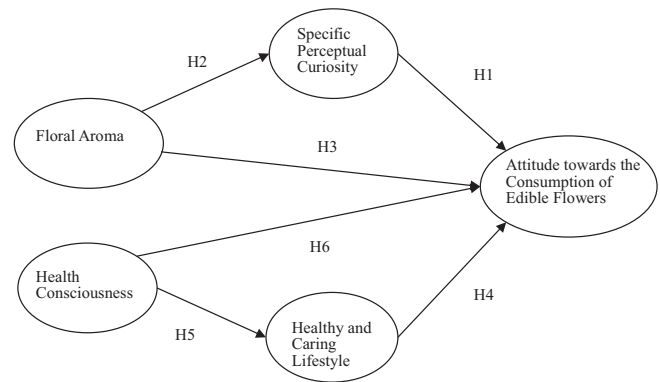 Specific
Perceptual
Curiosity
H2
H1
Floral Aroma
H3
Attitude towards the
Consumption of
Edible Flowers
H6
Health
Consciousness
H4
H5
Healthy and
Caring
Lifestyle